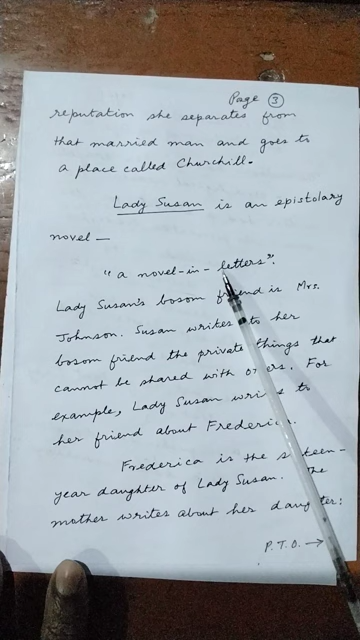 Page ③
reputation she separates from
that married man and goes to
a place called Churchill.
Lady Susan is an epistolary
novel —
"a novel-in-letters".
Lady Susan's bosom friend is Mrs.
Johnson. Susan writes to her
bosom friend the private things that
cannot be shared with others. For
example, Lady Susan writes to
her friend about Frederica.
Frederica is the sixteen-
year daughter of Lady Susan. The
mother writes about her daughter:
P.T.O. →